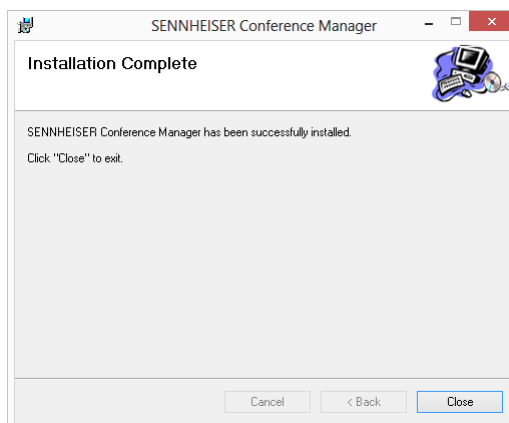 SENNHEISER Conference Manager
Installation Complete
SENNHEISER Conference Manager has been successfully installed.
Click "Close" to exit.
Cancel
< Back
Close